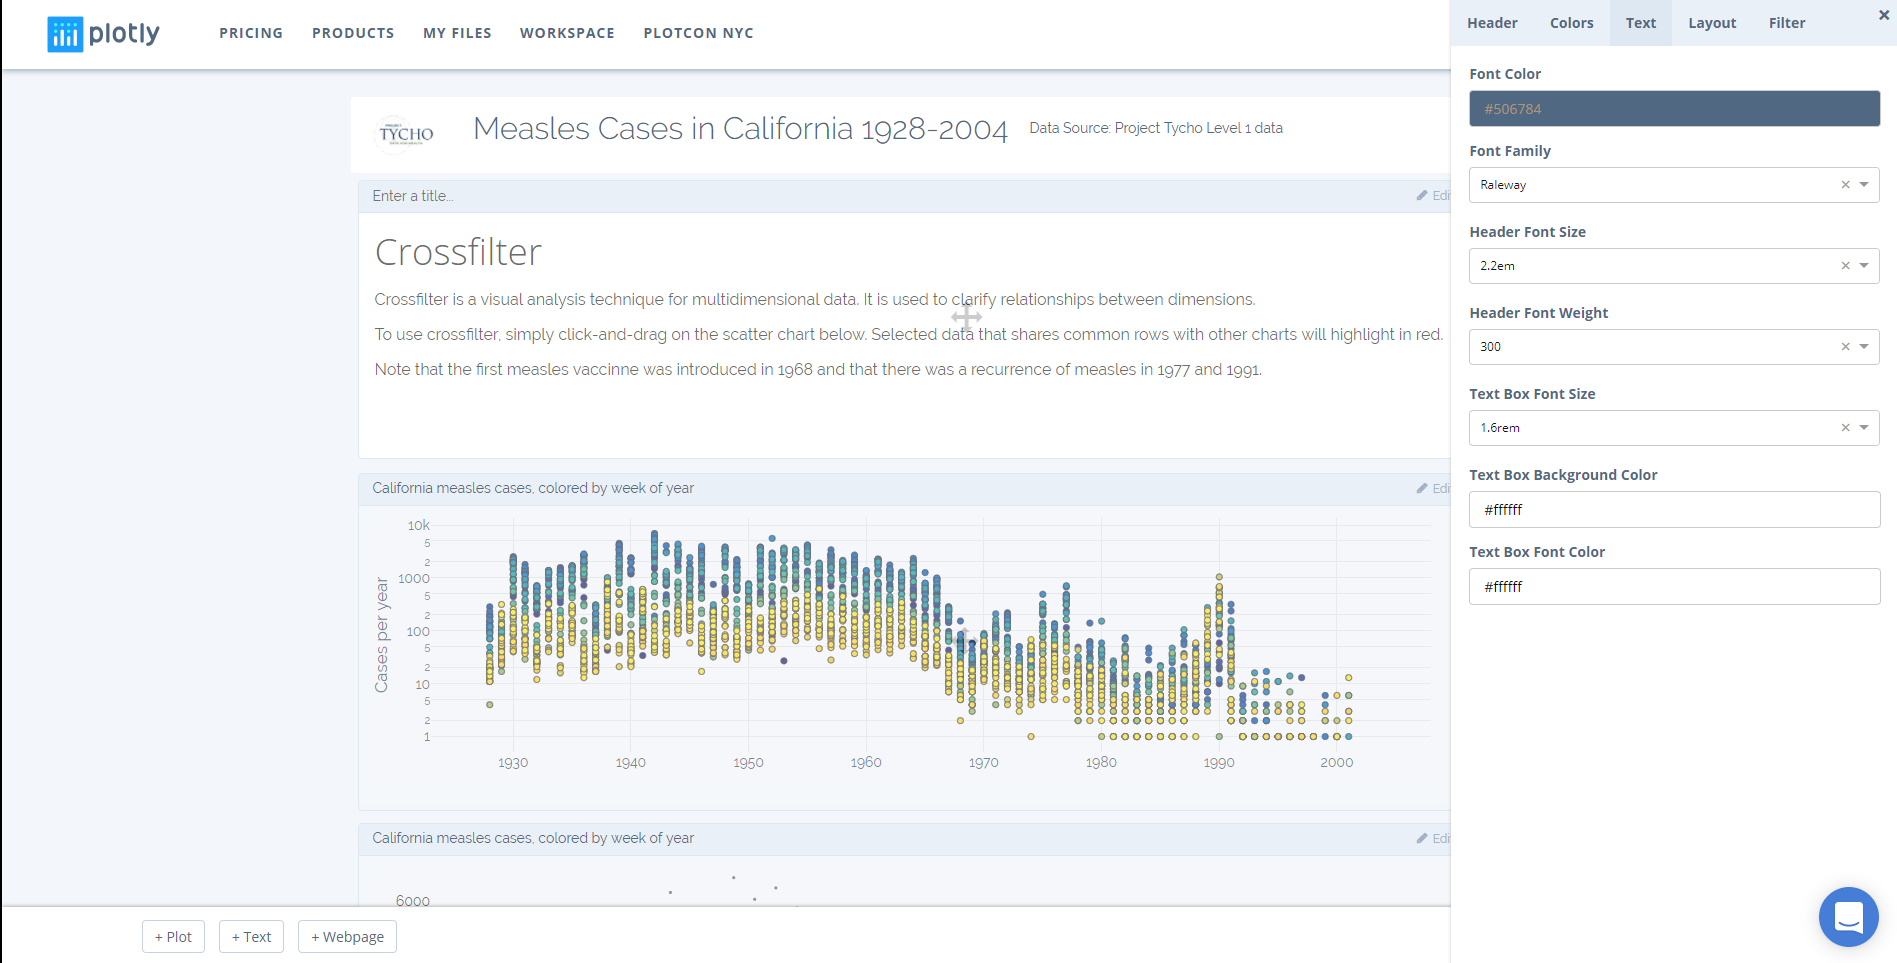 plotly
PRICING PRODUCTS MY FILES WORKSPACE PLOTCON NYC
TYCHO
Measles Cases in California 1928-2004
Data Source: Project Tycho Level 1 data
Enter a title...
Edi
Crossfilter
Crossfilter is a visual analysis technique for multidimensional data. It is used to clarify relationships between dimensions.
To use crossfilter, simply click-and-drag on the scatter chart below. Selected data that shares common rows with other charts will highlight in red.
Note that the first measles vaccinne was introduced in 1968 and that there was a recurrence of measles in 1977 and 1991.
California measles cases, colored by week of year
Edi
Cases per year
10k
5
2
1000
5
2
100
5
2
10
5
2
1
1930 1940 1950 1960 1970 1980 1990 2000
California measles cases, colored by week of year
Edi
6000
+ Plot + Text + Webpage
Header Colors Text Layout Filter
Font Color
#506784
Font Family
Raleway
Header Font Size
2.2em
Header Font Weight
300
Text Box Font Size
1.6rem
Text Box Background Color
#ffffff
Text Box Font Color
#ffffff